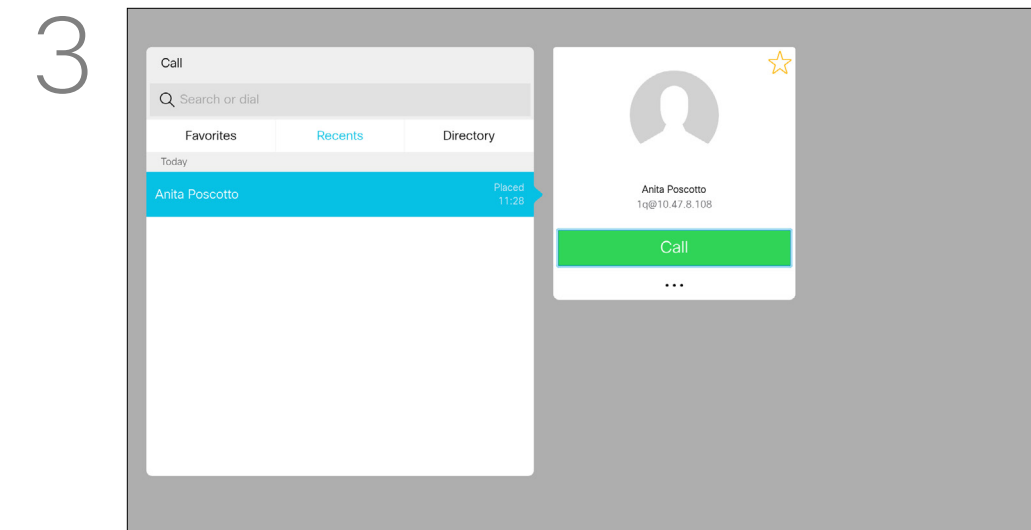 3
Call
Search or dial
Favorites Recents Directory
Today
Anita Poscotto Placed
11:28
Anita Poscotto
1q@10.47.8.108
Call
...